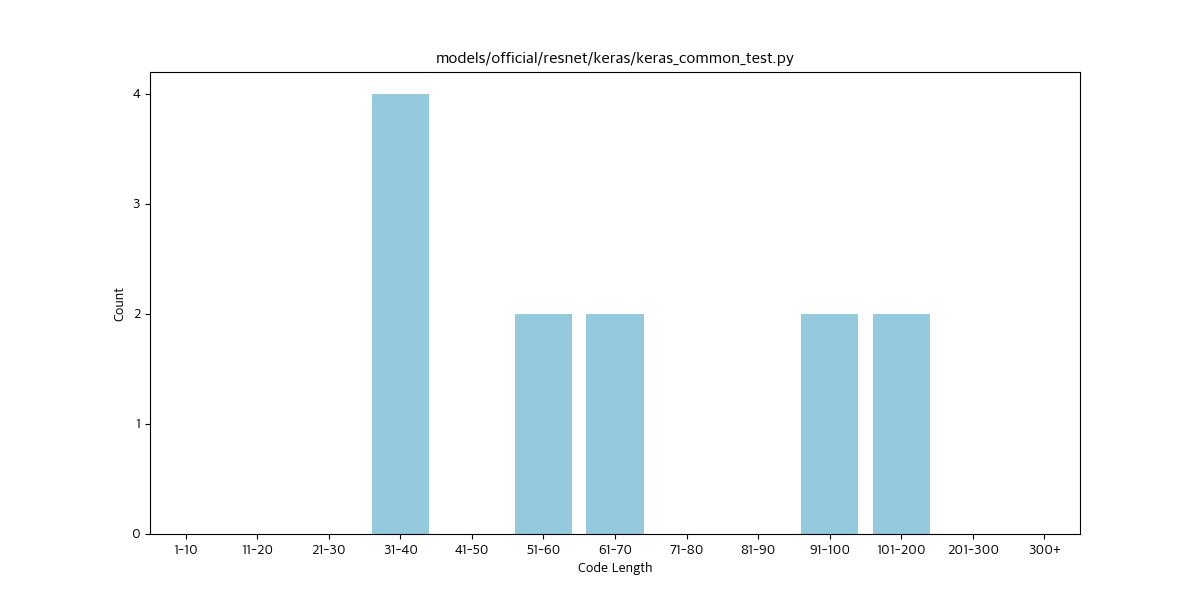 models/official/resnet/keras/keras_common_test.py
4
3
2
1
0
Count
1-10 11-20 21-30 31-40 41-50 51-60 61-70 71-80 81-90 91-100 101-200 201-300 300+
Code Length